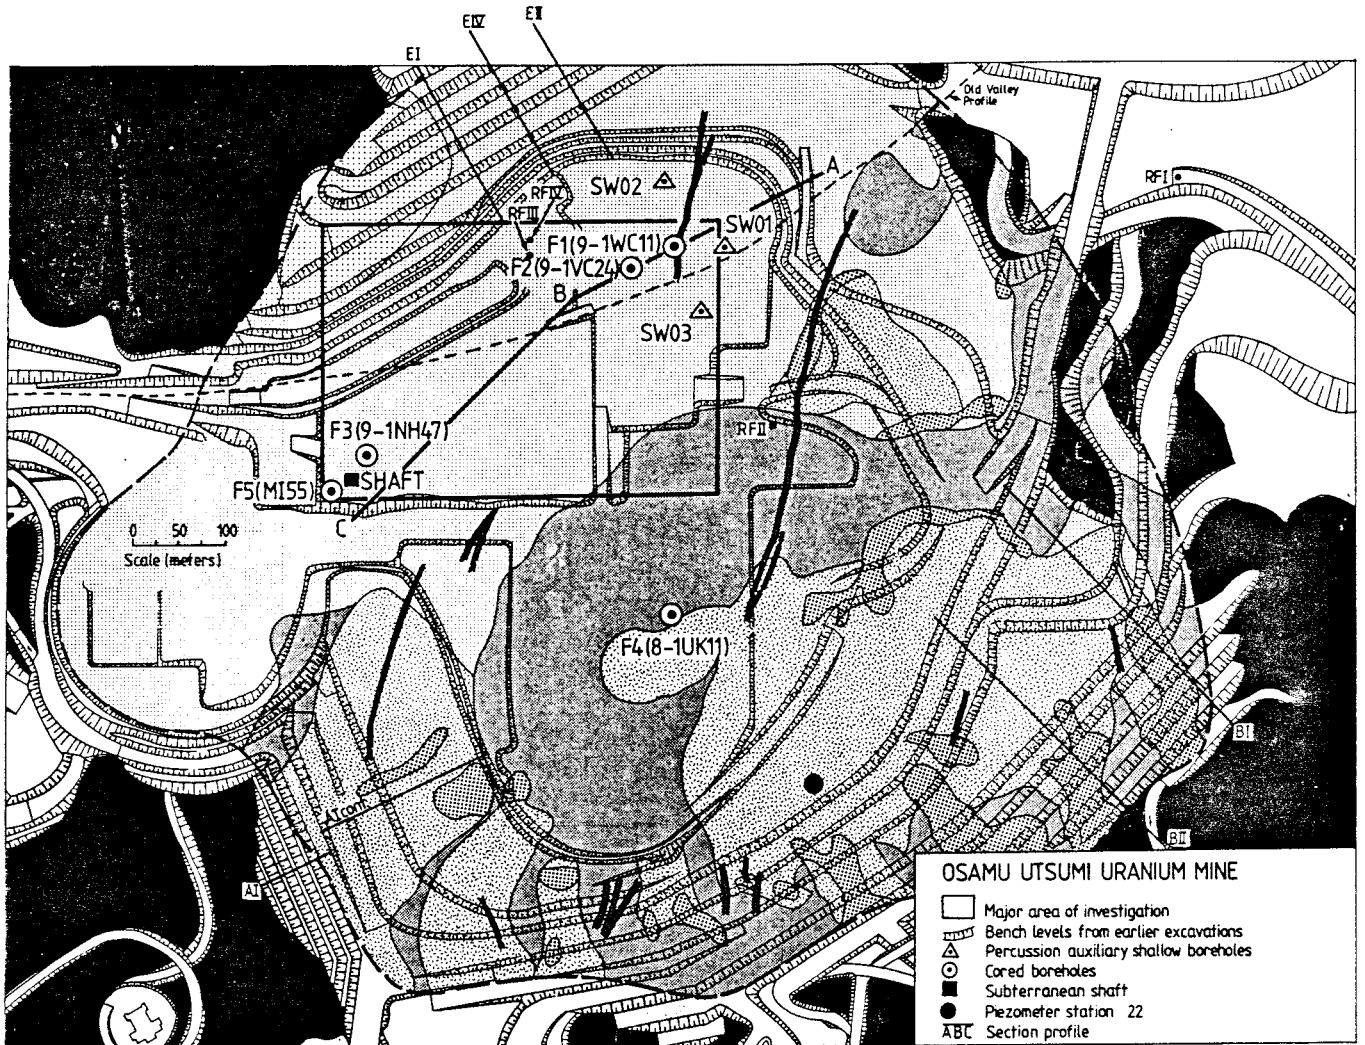 EI
EIV
EII
Old Valley
Profile
RFI
A
SW02
RFIV
RFIII
SW01
F1(9-1WC11)
F2(9-1VC24)
B
SW03
F3(9-1NH47)
RFII
SHAFT
F5(MI55)
C
0 50 100
Scale (meters)
F4(8-1UK11)
BI
AI cont.
BII
AI
OSAMU UTSUMI URANIUM MINE
Major area of investigation
Bench levels from earlier excavations
Percussion auxiliary shallow boreholes
Cored boreholes
Subterranean shaft
Piezometer station 22
ABC Section profile